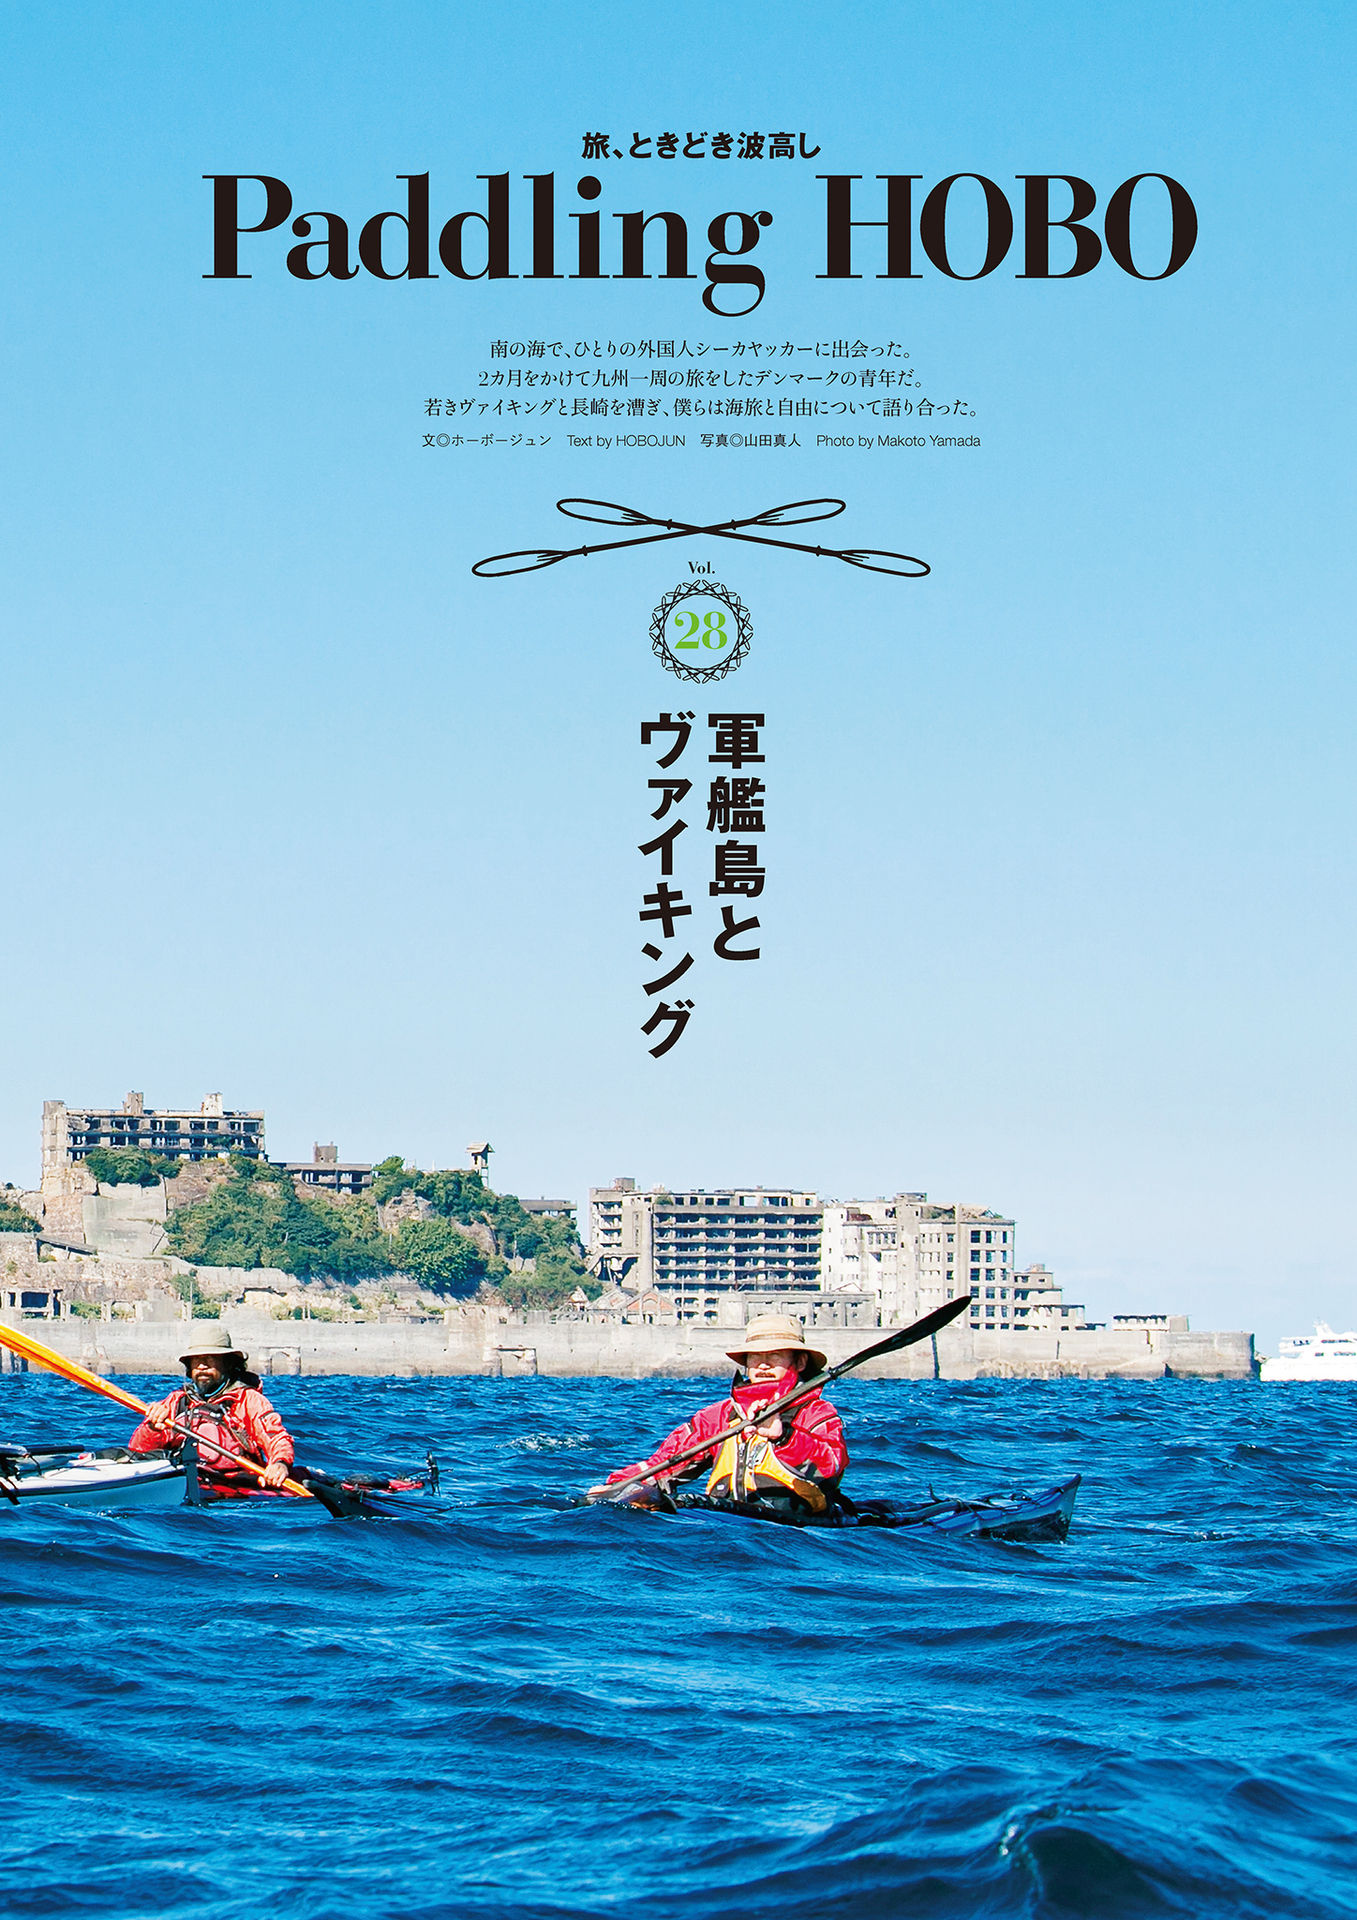 旅、ときどき波高し
Paddling HOBO
南の海で、ひとりの外国人シーカヤッカーに出会った。
2カ月をかけて九州一周の旅をしたデンマークの青年だ。
若きヴァイキングと長崎を漕ぎ、僕らは海旅と自由について語り合った。
文◎ホーボージュン Text by HOBOJUN 写真◎山田真人 Photo by Makoto Yamada
Vol.
28
軍艦島と
ヴァイキング